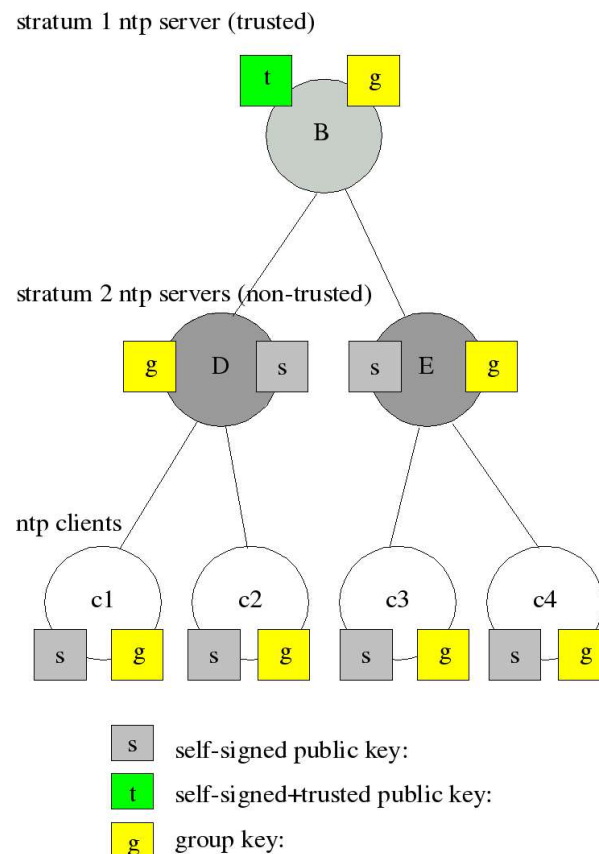 stratum 1 ntp server (trusted)
t g
B
stratum 2 ntp servers (non-trusted)
g D s s E g
ntp clients
c1 c2 c3 c4
s g s g s g s g
s self-signed public key:
t self-signed+trusted public key:
g group key: